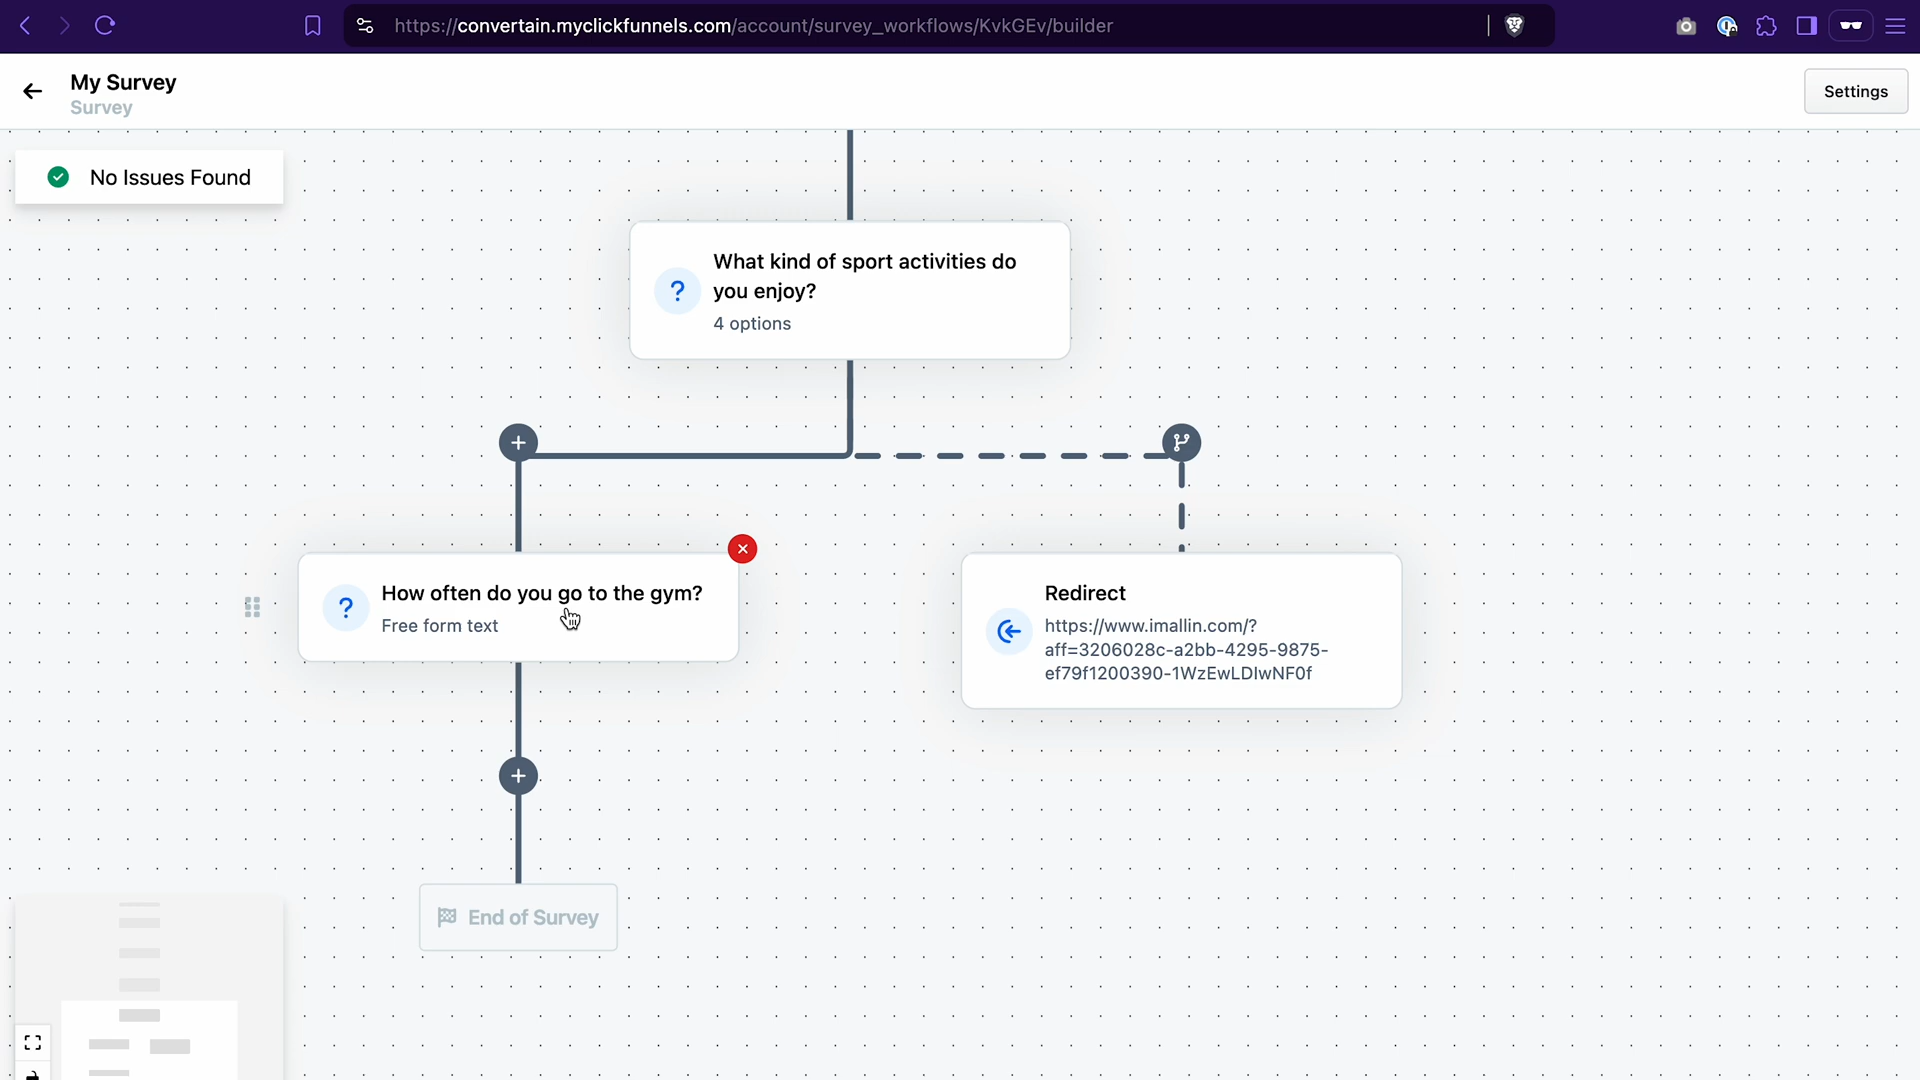 https://convertain.myclickfunnels.com/account/survey_workflows/KvkGEv/builder
My Survey
Survey
Settings
No Issues Found
What kind of sport activities do
you enjoy?
4 options
How often do you go to the gym?
Free form text
Redirect
https://www.imallin.com/?
aff=3206028c-a2bb-4295-9875-
ef79f1200390-1WzEwLDIwNF0f
End of Survey